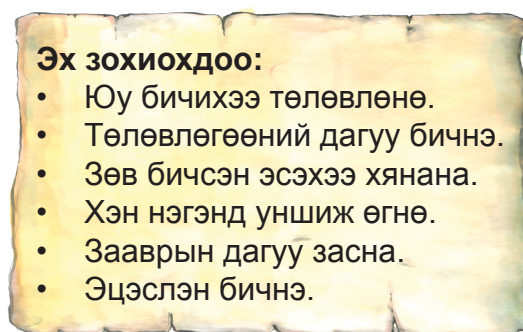 Эх зохиохдоо:
• Юу бичихээ төлөвлөнө.
• Төлөвлөгөөний дагуу бичнэ.
• Зөв бичсэн эсэхээ хянана.
• Хэн нэгэнд уншиж өгнө.
• Зааврын дагуу засна.
• Эцэслэн бичнэ.